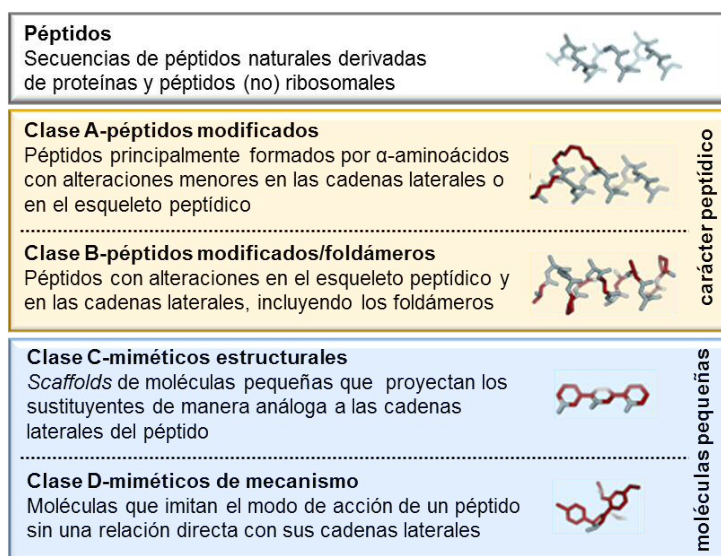 Péptidos
Secuencias de péptidos naturales derivadas
de proteínas y péptidos (no) ribosomales
Clase A-péptidos modificados
Péptidos principalmente formados por α-aminoácidos
con alteraciones menores en las cadenas laterales o
en el esqueleto peptídico
Clase B-péptidos modificados/foldámeros
Péptidos con alteraciones en el esqueleto peptídico y
en las cadenas laterales, incluyendo los foldámeros
carácter peptídico
Clase C-miméticos estructurales
Scaffolds de moléculas pequeñas que proyectan los
sustituyentes de manera análoga a las cadenas
laterales del péptido
Clase D-miméticos de mecanismo
Moléculas que imitan el modo de acción de un péptido
sin una relación directa con sus cadenas laterales
moléculas pequeñas